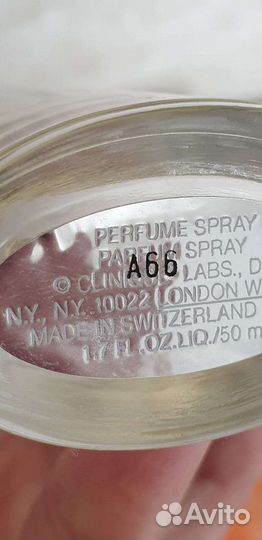 PERFUME SPRAY
PARFUM SPRAY
A66
© CLINIQUE LABS., D
N.Y., N.Y. 10022 LONDON W
MADE IN SWITZERLAND
1.7 FL.OZ.LIQ./50 m
Avito